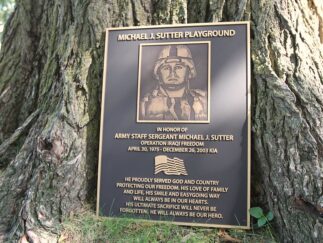 MICHAEL J. SUTTER PLAYGROUND
IN HONOR OF
ARMY STAFF SERGEANT MICHAEL J. SUTTER
OPERATION IRAQI FREEDOM
APRIL 30, 1975 - DECEMBER 26, 2003 KIA
HE PROUDLY SERVED GOD AND COUNTRY
PROTECTING OUR FREEDOM. HIS LOVE OF FAMILY
AND LIFE, HIS SMILE AND EASYGOING WAY
WILL ALWAYS BE IN OUR HEARTS.
HIS ULTIMATE SACRIFICE WILL NEVER BE
FORGOTTEN. HE WILL ALWAYS BE OUR HERO.